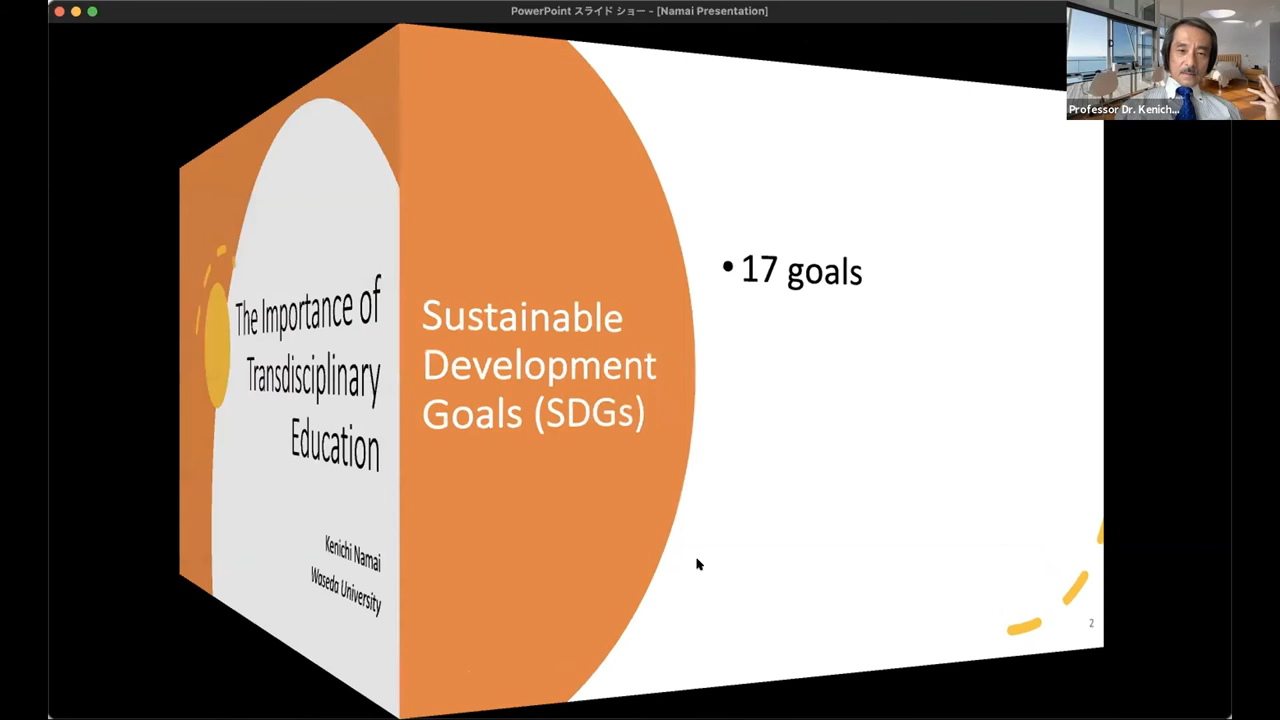 PowerPoint スライド ショー - [Namai Presentation]
Professor Dr. Kenich...
The Importance of
Transdisciplinary
Education
Kenichi Namai
Waseda University
Sustainable
Development
Goals (SDGs)
• 17 goals
2